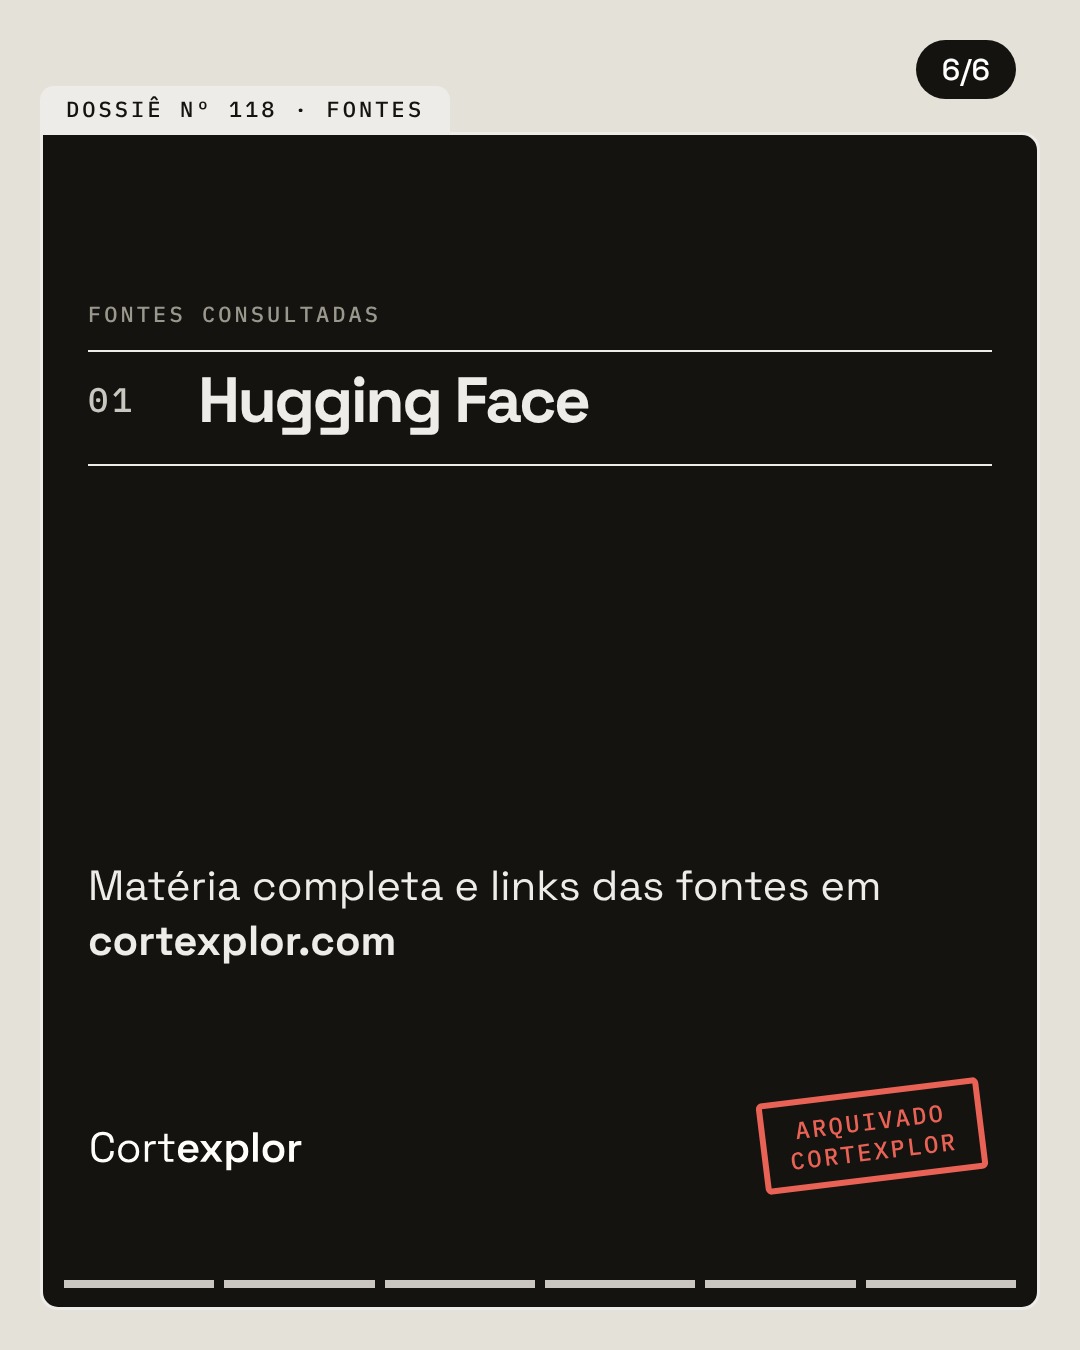 6/6
DOSSIÊ Nº 118 · FONTES
FONTES CONSULTADAS
01 Hugging Face
Matéria completa e links das fontes em
cortexplor.com
Cortexplor
ARQUIVADO
CORTEXPLOR